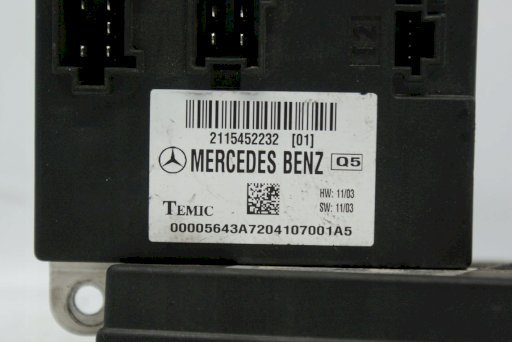 2115452232 [01]
MERCEDES BENZ Q5
HW: 11/03
TEMIC SW: 11/03
00005643A7204107001A5